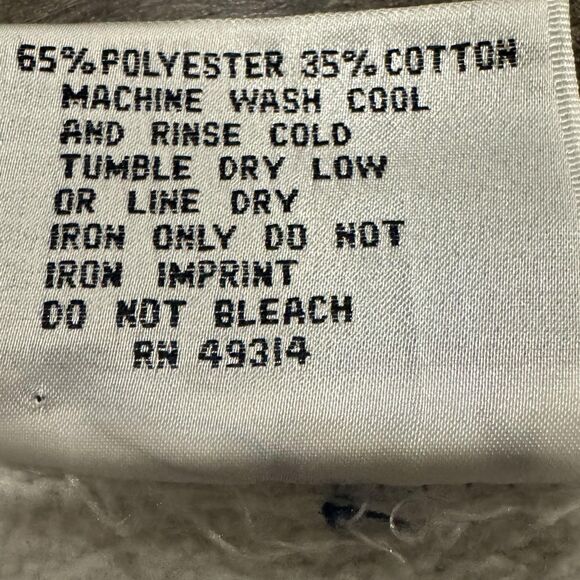 65% POLYESTER 35% COTTON
MACHINE WASH COOL
AND RINSE COLD
TUMBLE DRY LOW
OR LINE DRY
IRON ONLY DO NOT
IRON IMPRINT
DO NOT BLEACH
RN 49314